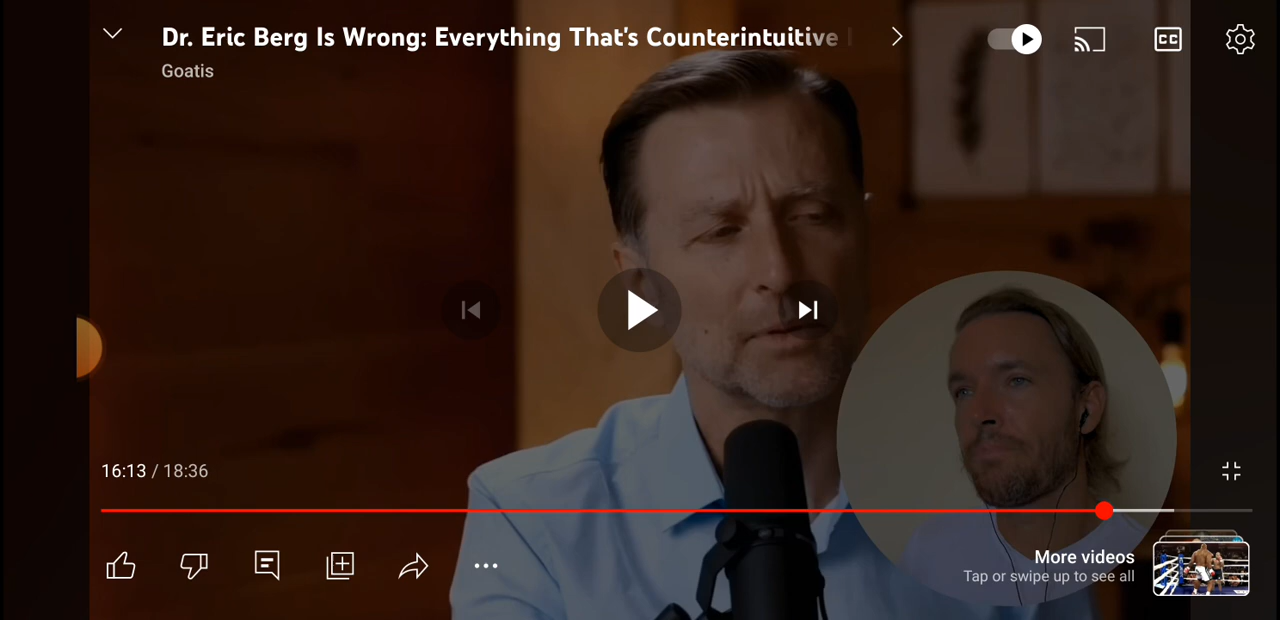 Dr. Eric Berg Is Wrong: Everything That's Counterintuitive
Goatis
CC
16:13 / 18:36
More videos
Tap or swipe up to see all